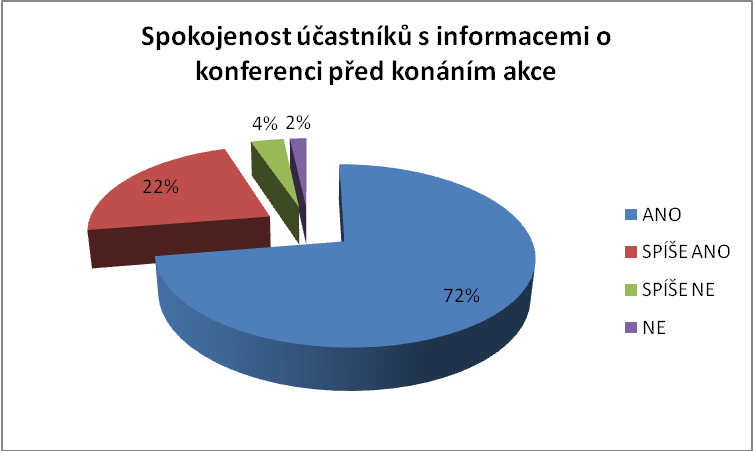 Spokojenost účastníků s informacemi o
konferenci před konáním akce
4%
2%
22%
72%
ANO
SPÍŠE ANO
SPÍŠE NE
NE